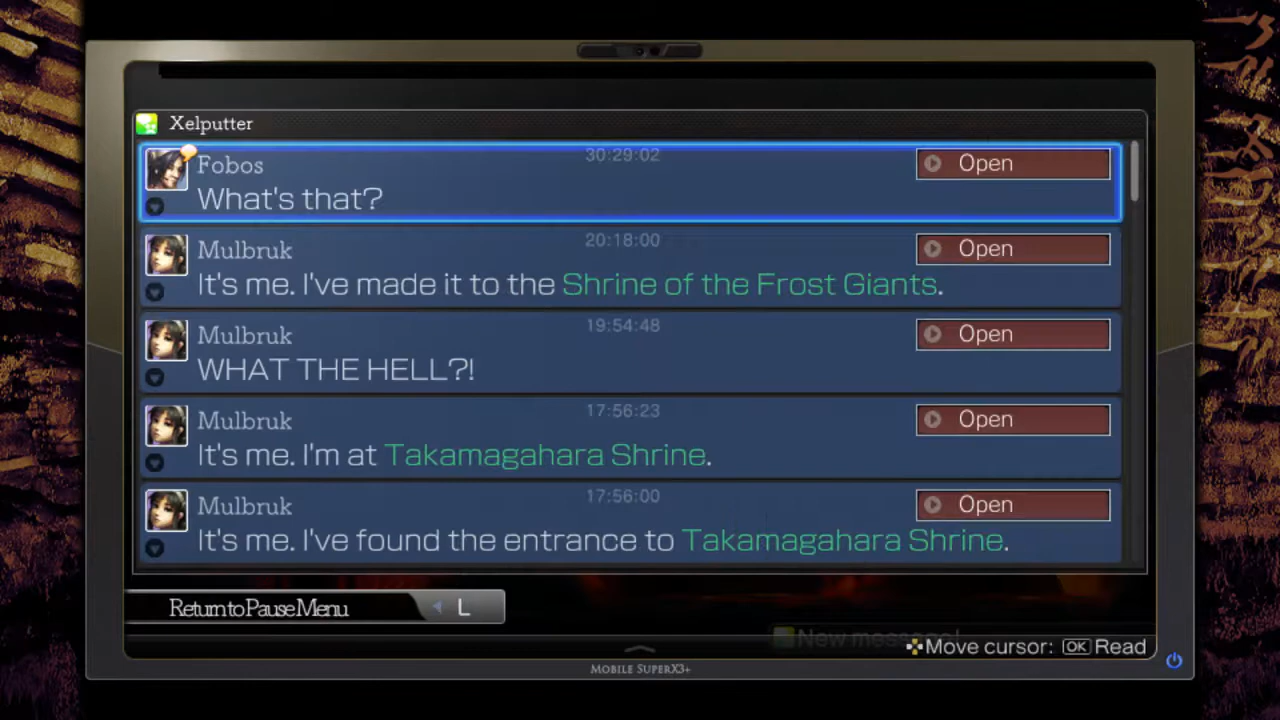 Xelputter
Fobos
30:29:02
Open
What's that?
Mulbruk
20:18:00
Open
It's me. I've made it to the Shrine of the Frost Giants.
Mulbruk
19:54:48
Open
WHAT THE HELL?!
Mulbruk
17:56:23
Open
It's me. I'm at Takamagahara Shrine.
Mulbruk
17:56:00
Open
It's me. I've found the entrance to Takamagahara Shrine.
Return to Pause Menu
L
New message!
Move cursor: OK Read
MOBILE SUPERX3+